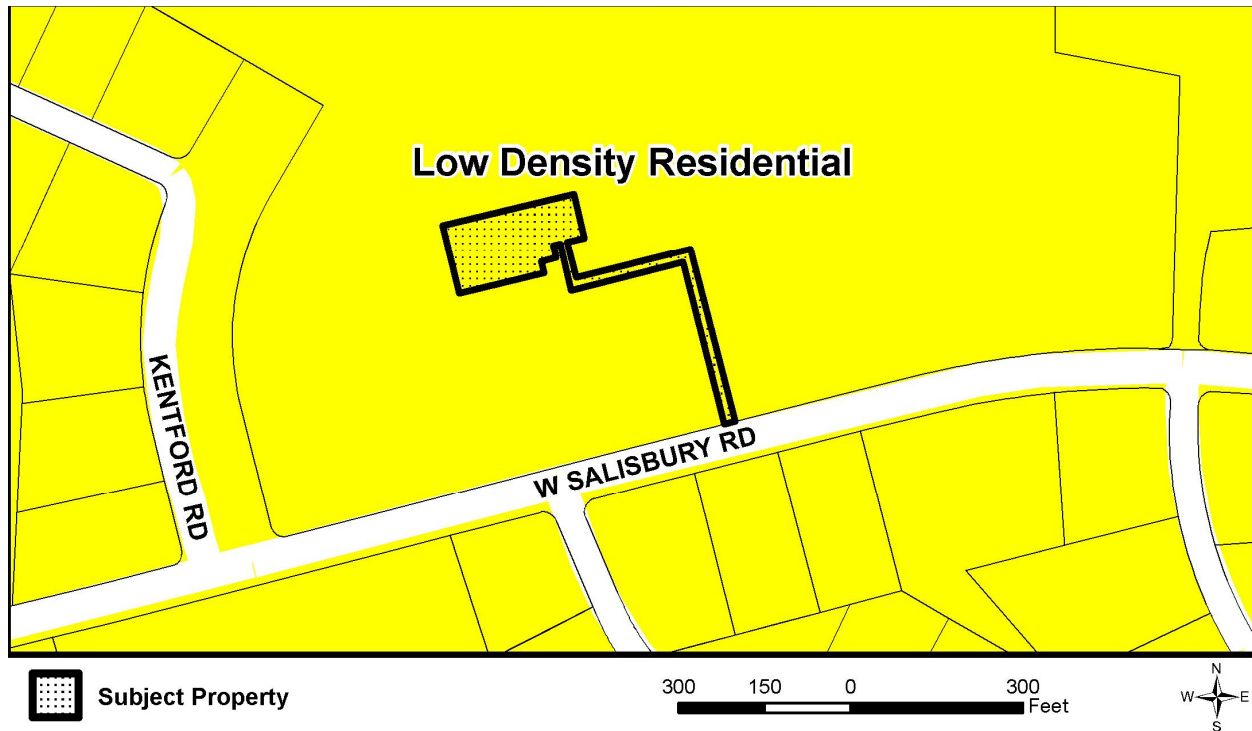 Low Density Residential
KENTFORD RD
W SALISBURY RD
Subject Property
300 150 0 300
Feet
N
W E
S